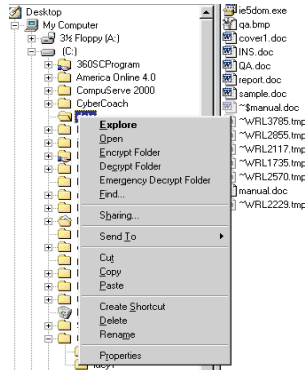 Desktop
My Computer
3½ Floppy (A:)
(C:)
360SCProgram
America Online 4.0
CompuServe 2000
CyberCoach
Explore
Open
Encrypt Folder
Decrypt Folder
Emergency Decrypt Folder
Find...
Sharing...
Send To
Cut
Copy
Paste
Create Shortcut
Delete
Rename
Properties
ie5dom.exe
qa.bmp
cover1.doc
INS.doc
QA.doc
report.doc
sample.doc
~$manual.doc
~WRL3785.tmp
~WRL2855.tmp
~WRL2117.tmp
~WRL1735.tmp
~WRL2570.tmp
manual.doc
~WRL2229.tmp